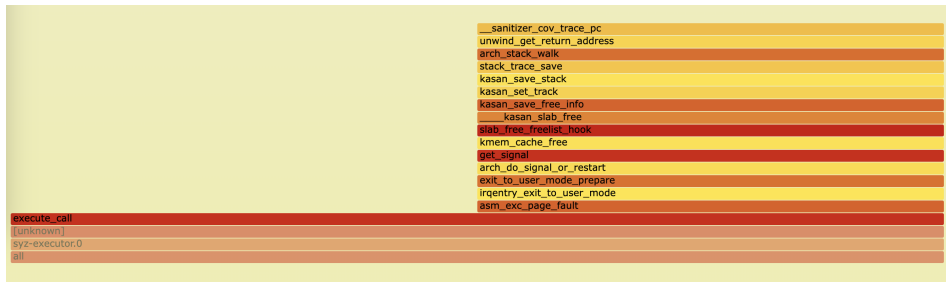 __sanitizer_cov_trace_pc
unwind_get_return_address
arch_stack_walk
stack_trace_save
kasan_save_stack
kasan_set_track
kasan_save_free_info
____kasan_slab_free
slab_free_freelist_hook
kmem_cache_free
get_signal
arch_do_signal_or_restart
exit_to_user_mode_prepare
irqentry_exit_to_user_mode
asm_exc_page_fault
execute_call
[unknown]
syz-executor.0
all